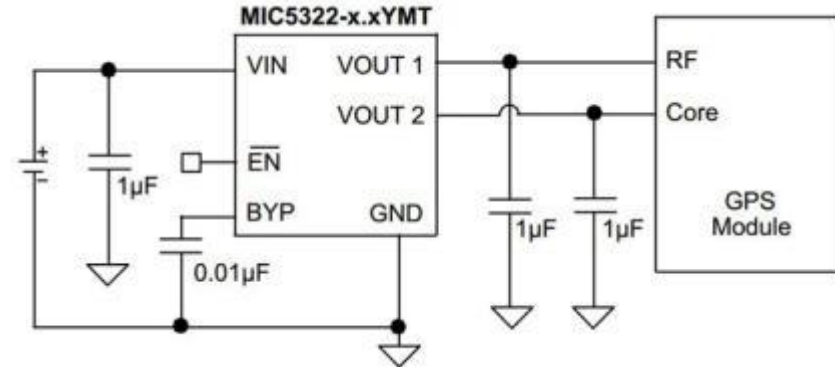 MIC5322-x.xYMT
VIN
VOUT 1
RF
VOUT 2
Core
+
-
1µF
EN
BYP
GND
0.01µF
1µF
1µF
GPS
Module